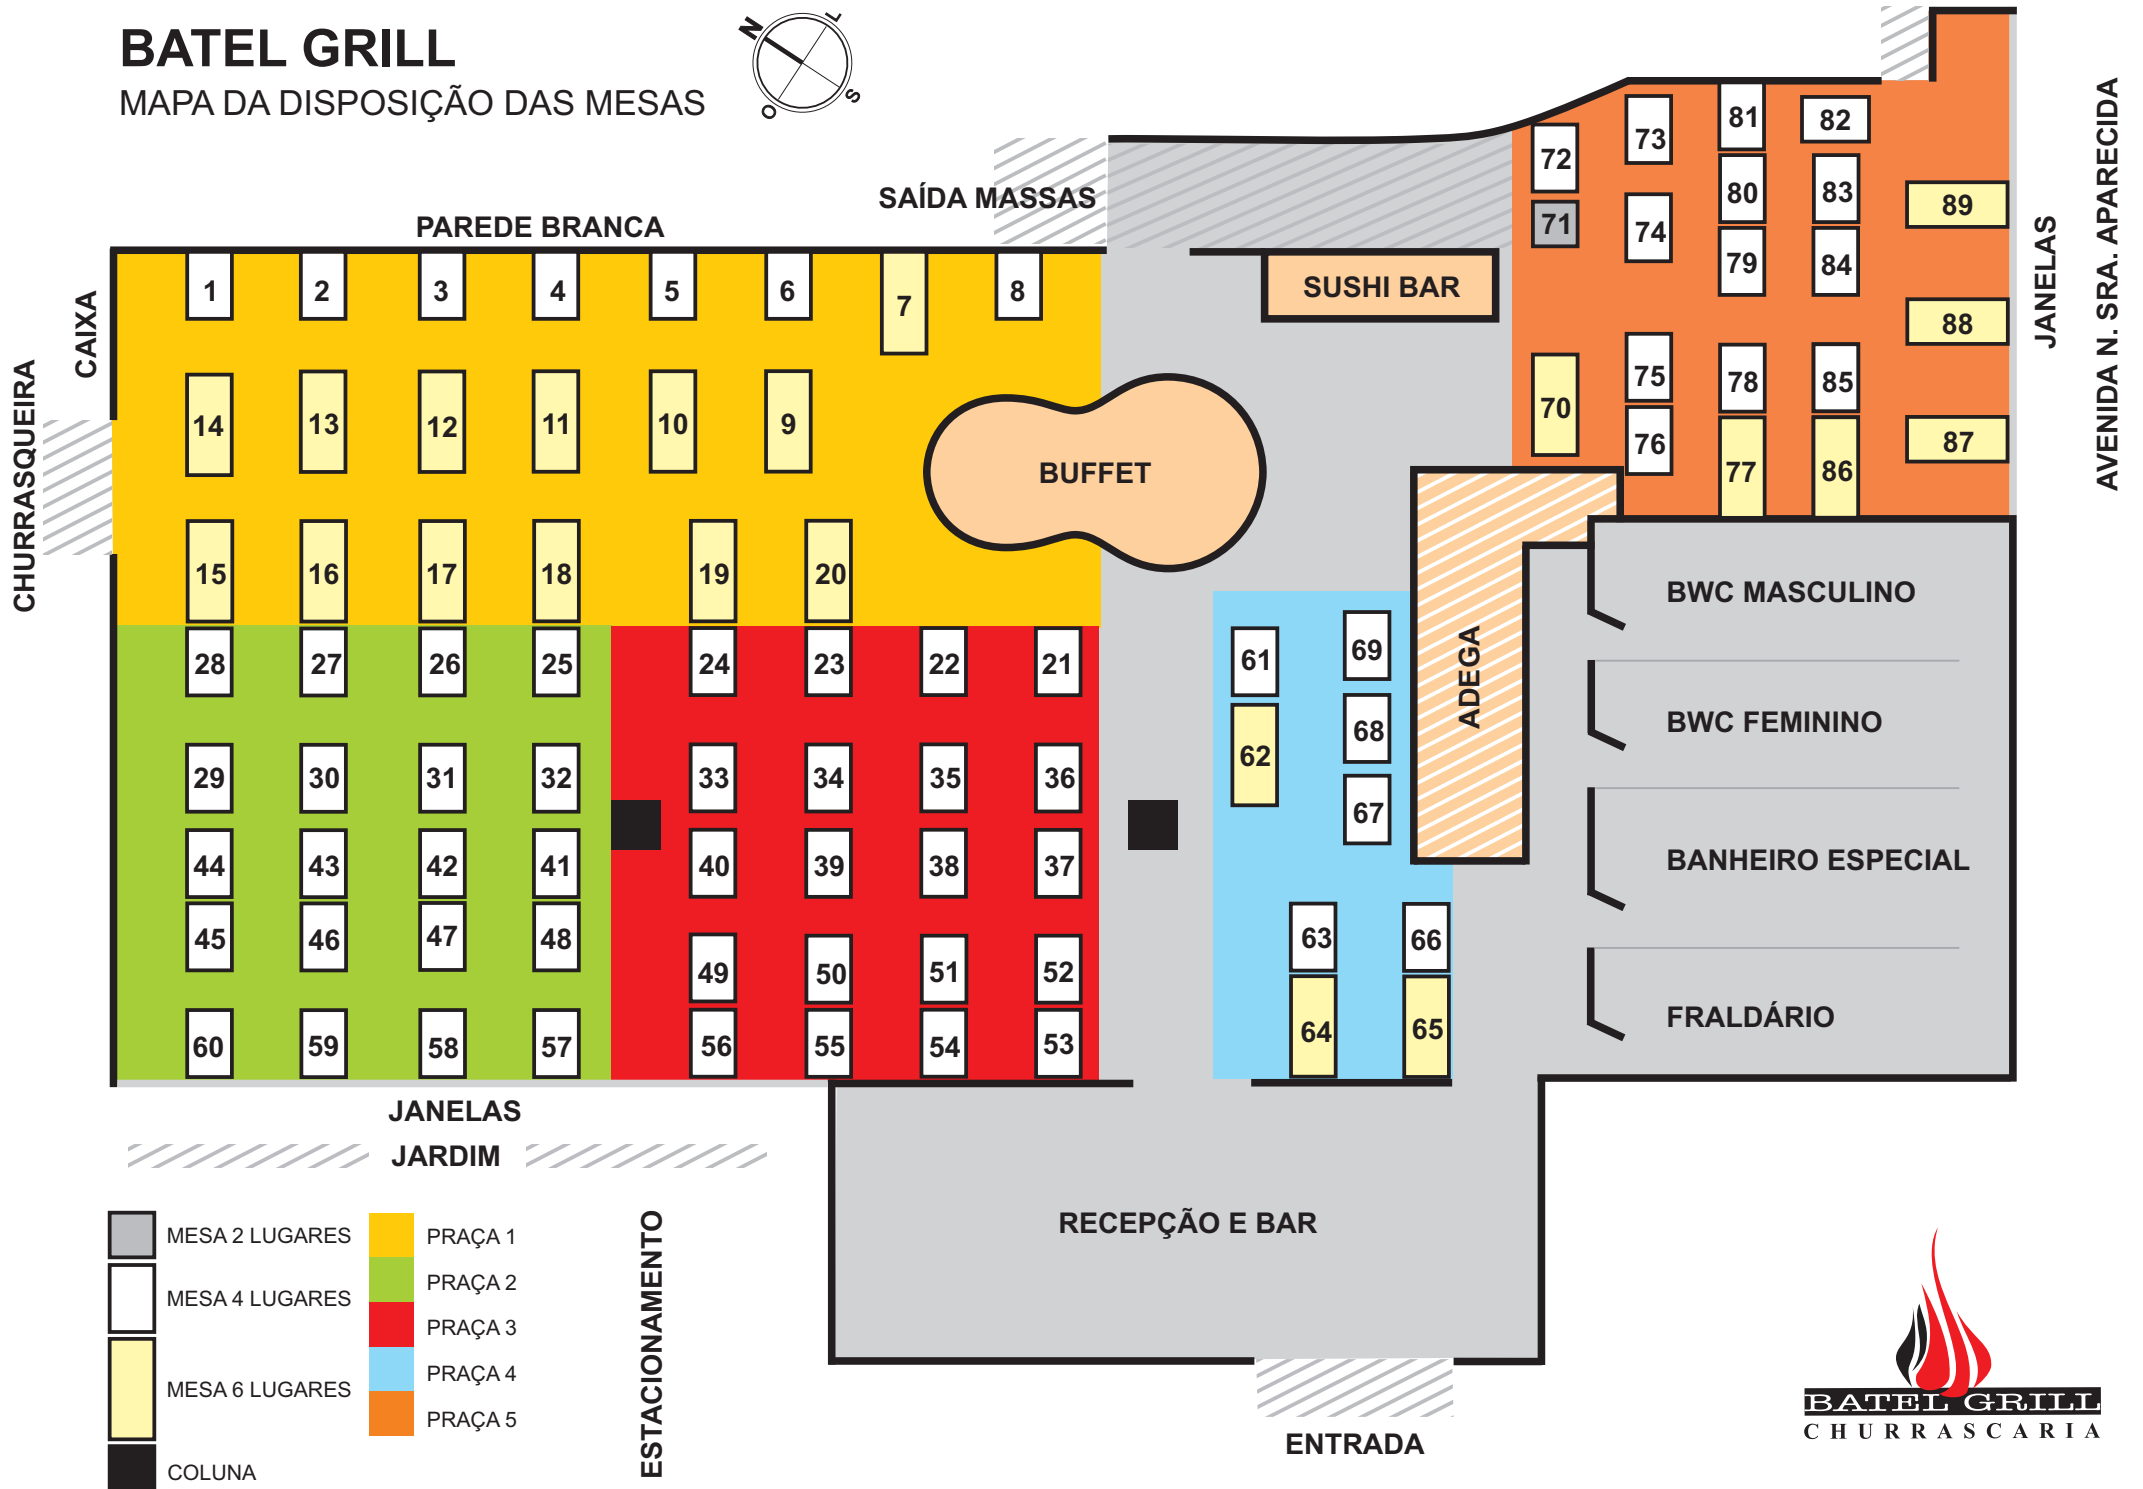 BATEL GRILL
MAPA DA DISPOSIÇÃO DAS MESAS
N
L
O
S
SAÍDA MASSAS
PAREDE BRANCA
CAIXA
CHURRASQUEIRA
1 2 3 4 5 6 7 8
14 13 12 11 10 9
15 16 17 18 19 20
28 27 26 25 24 23 22 21
29 30 31 32 33 34 35 36
44 43 42 41 40 39 38 37
45 46 47 48 49 50 51 52
60 59 58 57 56 55 54 53
SUSHI BAR
BUFFET
72 73 81 82
71 74 80 83 89
79 84
88
70 75 78 85
76 77 86 87
JANELAS
AVENIDA N. SRA. APARECIDA
61 69
62 68
67
63 66
64 65
ADEGA
BWC MASCULINO
BWC FEMININO
BANHEIRO ESPECIAL
FRALDÁRIO
JANELAS
JARDIM
MESA 2 LUGARES
MESA 4 LUGARES
MESA 6 LUGARES
COLUNA
PRAÇA 1
PRAÇA 2
PRAÇA 3
PRAÇA 4
PRAÇA 5
ESTACIONAMENTO
RECEPÇÃO E BAR
ENTRADA
BATEL GRILL
CHURRASCARIA